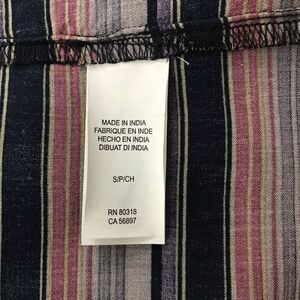 MADE IN INDIA
FABRIQUE EN INDE
HECHO EN INDIA
DIBUAT DI INDIA
S/P/CH
RN 80318
CA 56897